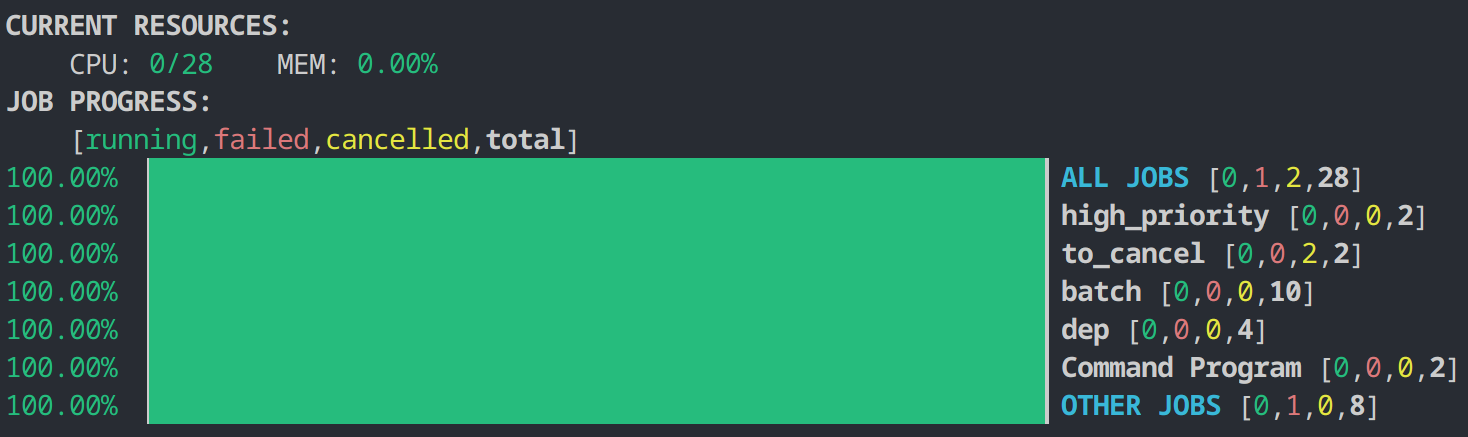 CURRENT RESOURCES:
CPU: 0/28 MEM: 0.00%
JOB PROGRESS:
[running,failed,cancelled,total]
100.00% ALL JOBS [0,1,2,28]
100.00% high_priority [0,0,0,2]
100.00% to_cancel [0,0,2,2]
100.00% batch [0,0,0,10]
100.00% dep [0,0,0,4]
100.00% Command Program [0,0,0,2]
100.00% OTHER JOBS [0,1,0,8]